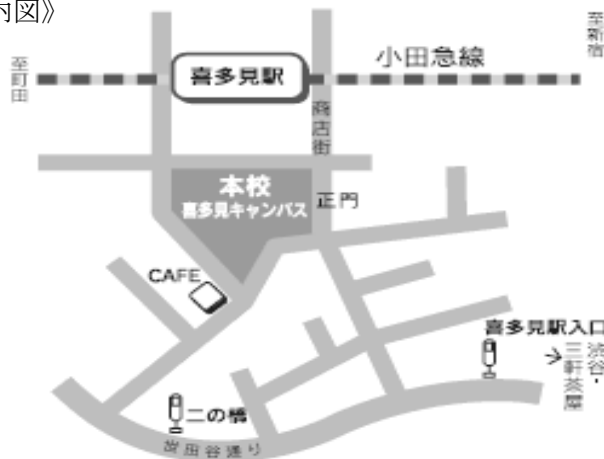 内図》
至新宿
至町田
喜多見駅
小田急線
商店街
本校
喜多見キャンパス
正門
CAFE
喜多見駅入口
渋谷・
三軒茶屋
二の橋
世田谷通り